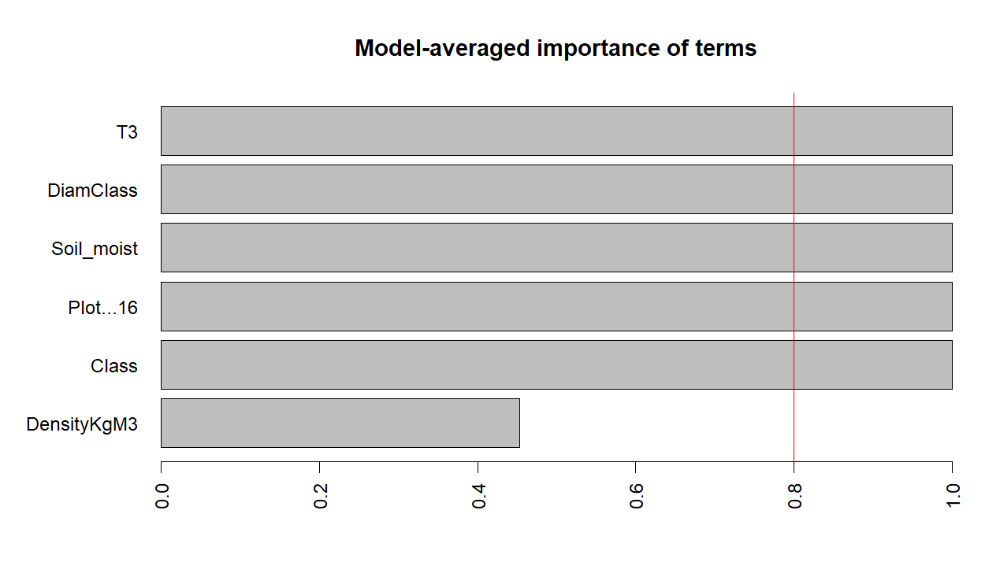 Model-averaged importance of terms
T3
DiamClass
Soil_moist
Plot...16
Class
DensityKgM3
0.0 0.2 0.4 0.6 0.8 1.0